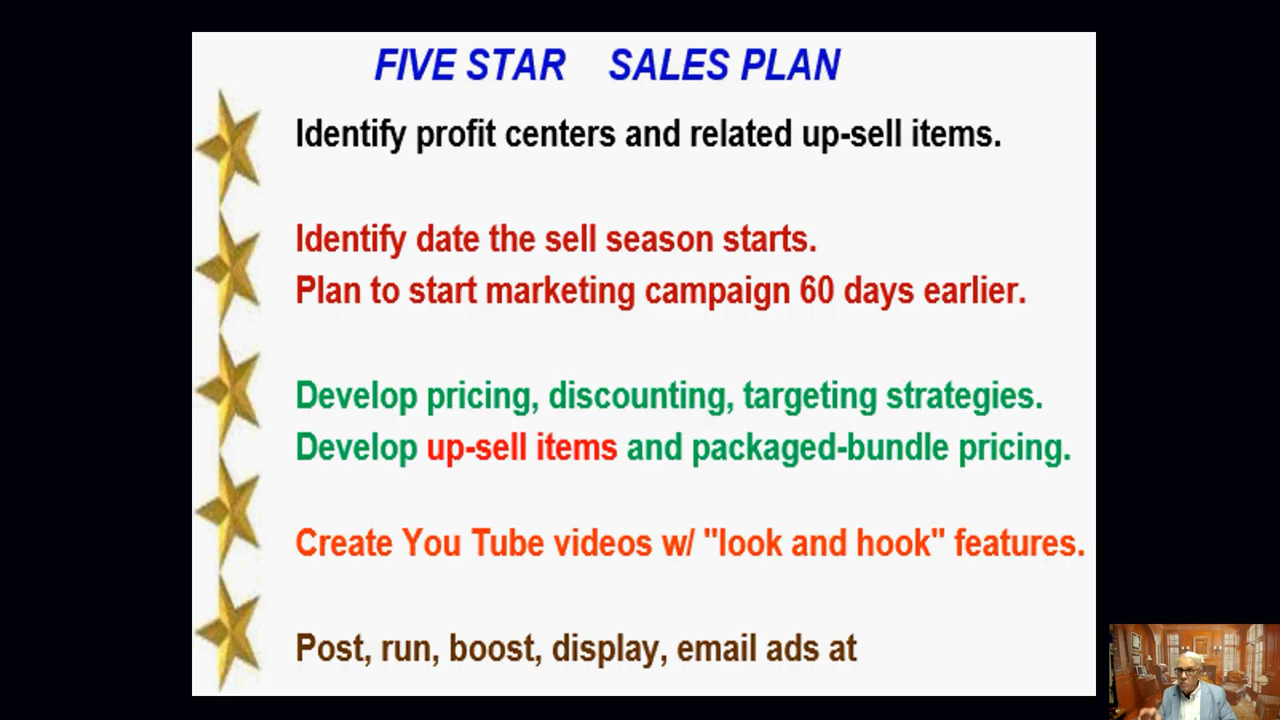 FIVE STAR SALES PLAN
Identify profit centers and related up-sell items.
Identify date the sell season starts.
Plan to start marketing campaign 60 days earlier.
Develop pricing, discounting, targeting strategies.
Develop up-sell items and packaged-bundle pricing.
Create You Tube videos w/ "look and hook" features.
Post, run, boost, display, email ads at